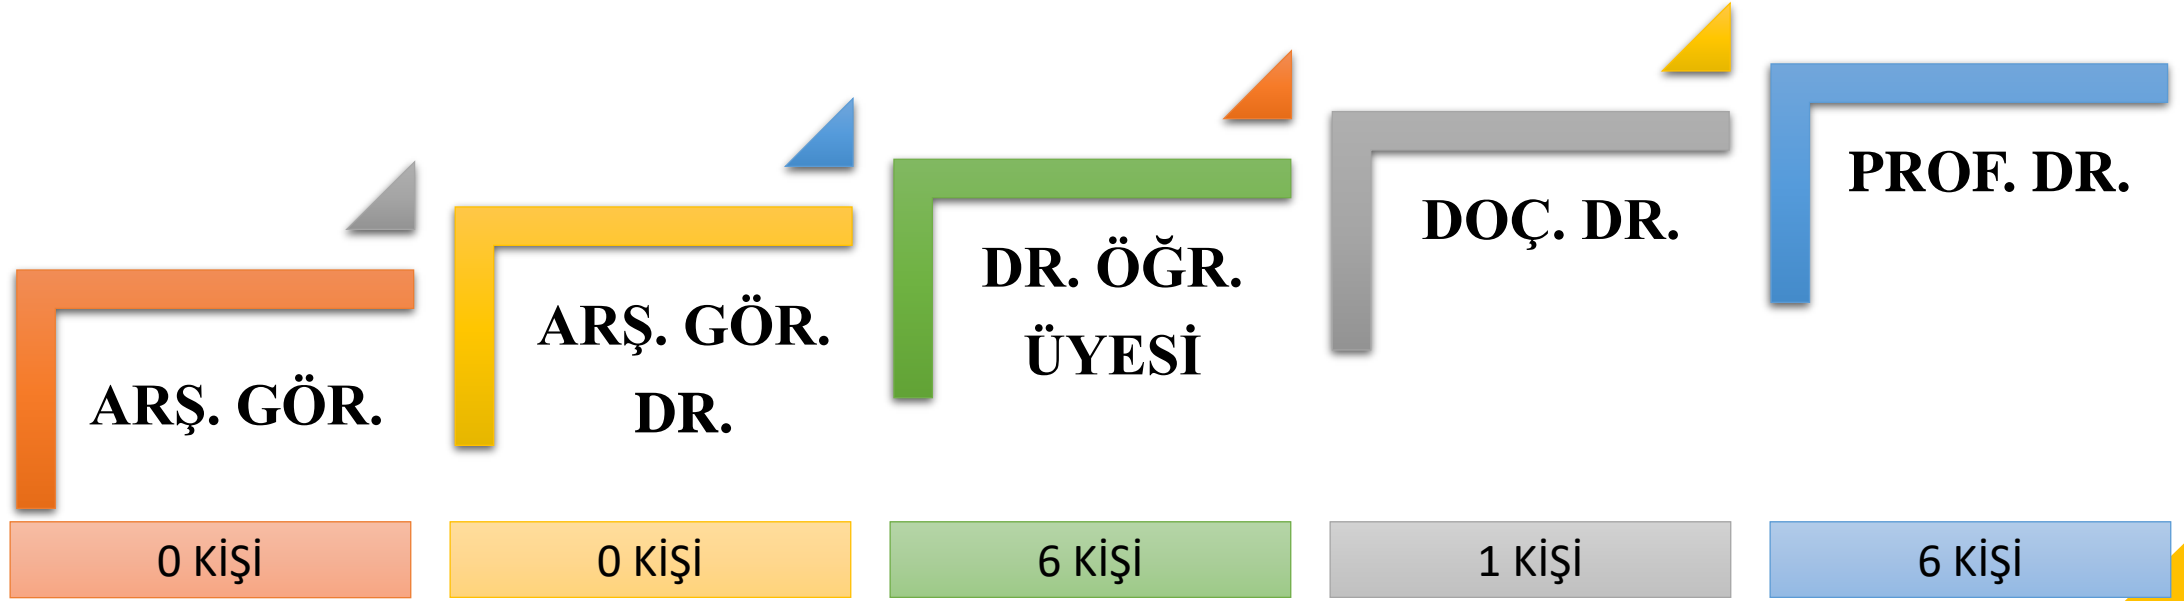 ARŞ. GÖR.
0 KİŞİ
ARŞ. GÖR.
DR.
0 KİŞİ
DR. ÖĞR.
ÜYESİ
6 KİŞİ
DOÇ. DR.
1 KİŞİ
PROF. DR.
6 KİŞİ